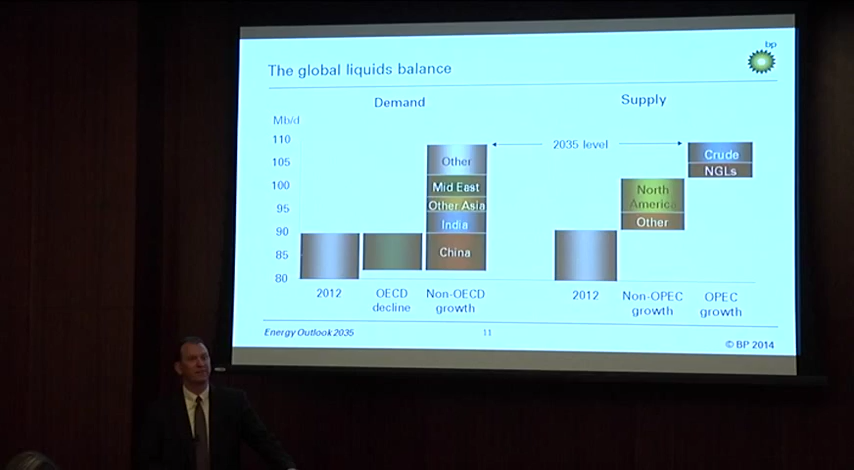 bp
The global liquids balance
Demand
Supply
Mb/d
110
105
100
95
90
85
80
Other
Mid East
Other Asia
India
China
2035 level
Crude
NGLs
North
America
Other
2012
OECD
decline
Non-OECD
growth
2012
Non-OPEC
growth
OPEC
growth
Energy Outlook 2035
11
© BP 2014